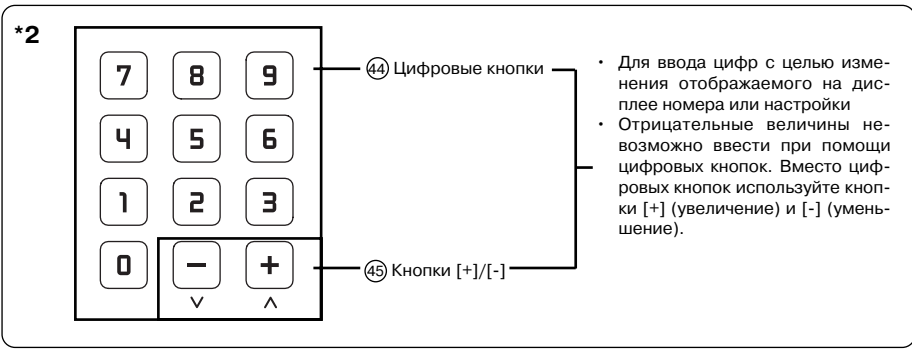 *2
7 8 9
4 5 6
1 2 3
0 − +
∨ ∧
44 Цифровые кнопки
45 Кнопки [+]/[-]
· Для ввода цифр с целью изме-
нения отображаемого на дис-
плее номера или настройки
· Отрицательные величины не-
возможно ввести при помощи
цифровых кнопок. Вместо циф-
ровых кнопок используйте кноп-
ки [+] (увеличение) и [-] (умень-
шение).